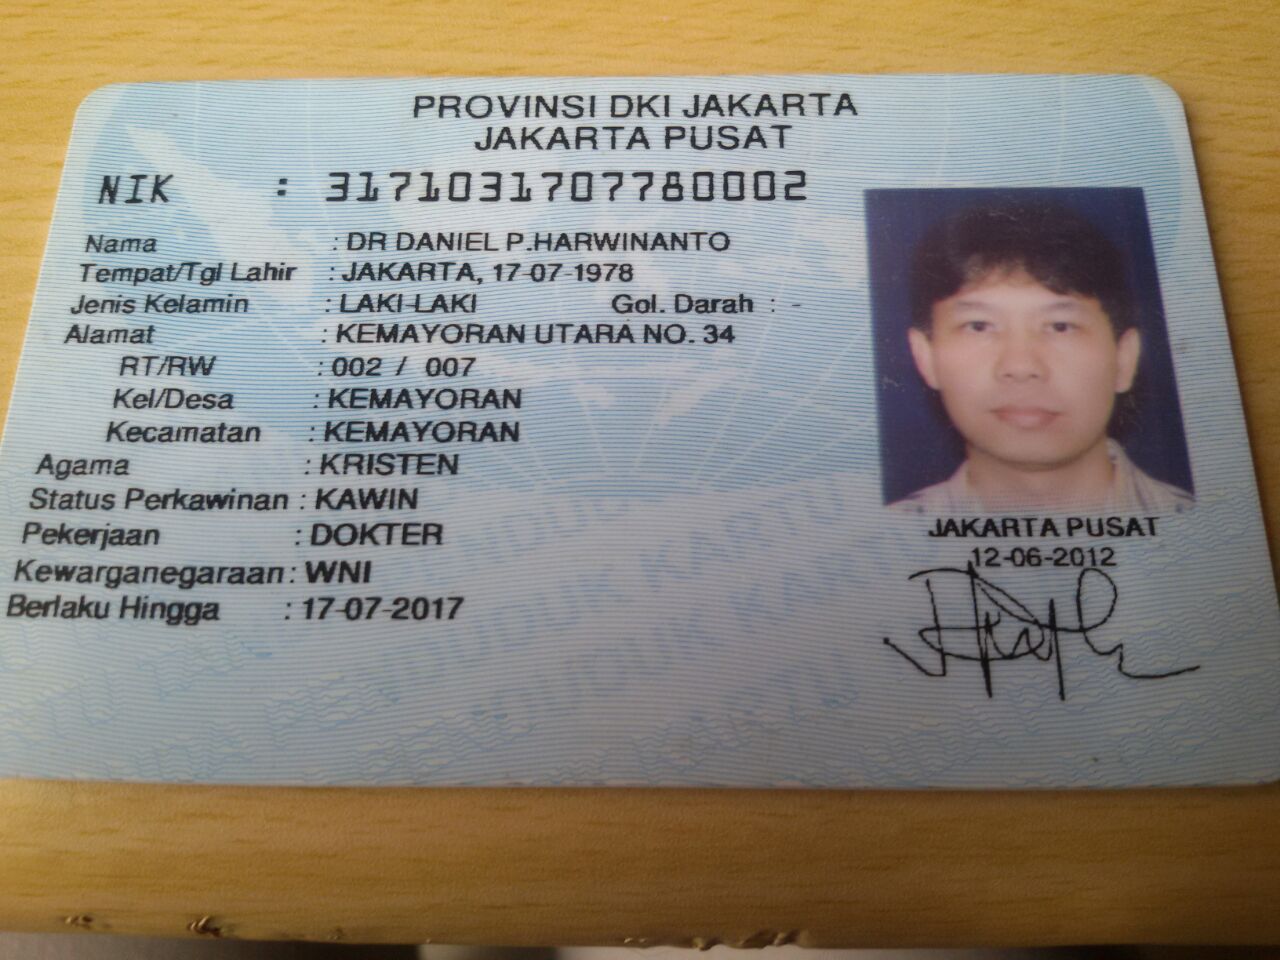 PROVINSI DKI JAKARTA
JAKARTA PUSAT
NIK : 3171031707780002
Nama : DR DANIEL P.HARWINANTO
Tempat/Tgl Lahir : JAKARTA, 17-07-1978
Jenis Kelamin : LAKI-LAKI Gol. Darah : -
Alamat : KEMAYORAN UTARA NO. 34
RT/RW : 002 / 007
Kel/Desa : KEMAYORAN
Kecamatan : KEMAYORAN
Agama : KRISTEN
Status Perkawinan : KAWIN
Pekerjaan : DOKTER
Kewarganegaraan : WNI
Berlaku Hingga : 17-07-2017
JAKARTA PUSAT
12-06-2012